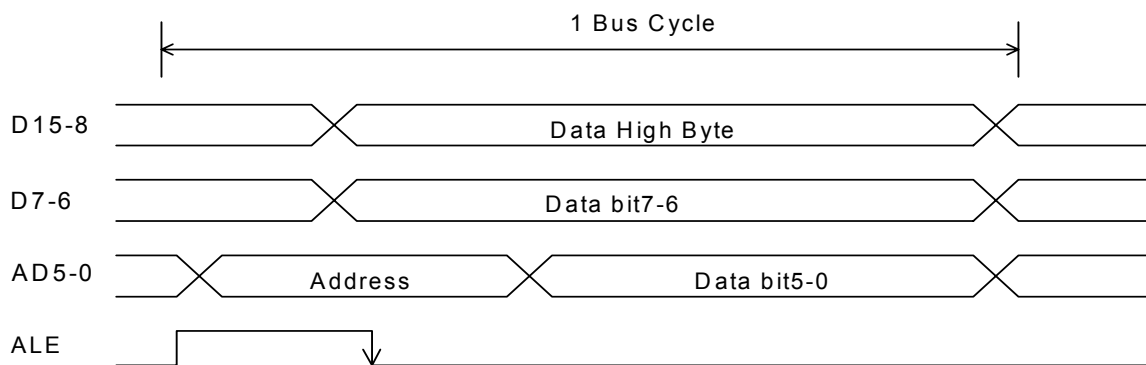 1 Bus Cycle
D15-8
Data High Byte
D7-6
Data bit7-6
AD5-0
Address
Data bit5-0
ALE